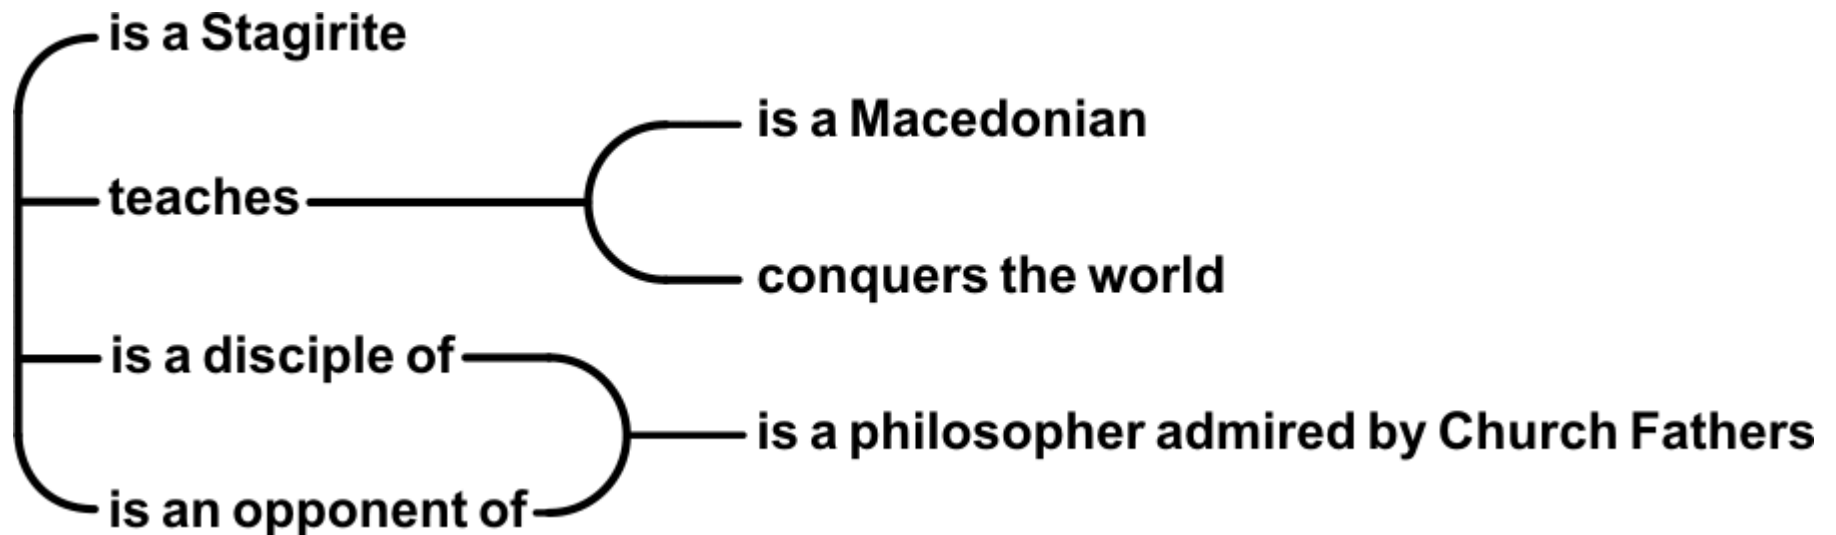 is a Stagirite
is a Macedonian
teaches
conquers the world
is a disciple of
is a philosopher admired by Church Fathers
is an opponent of